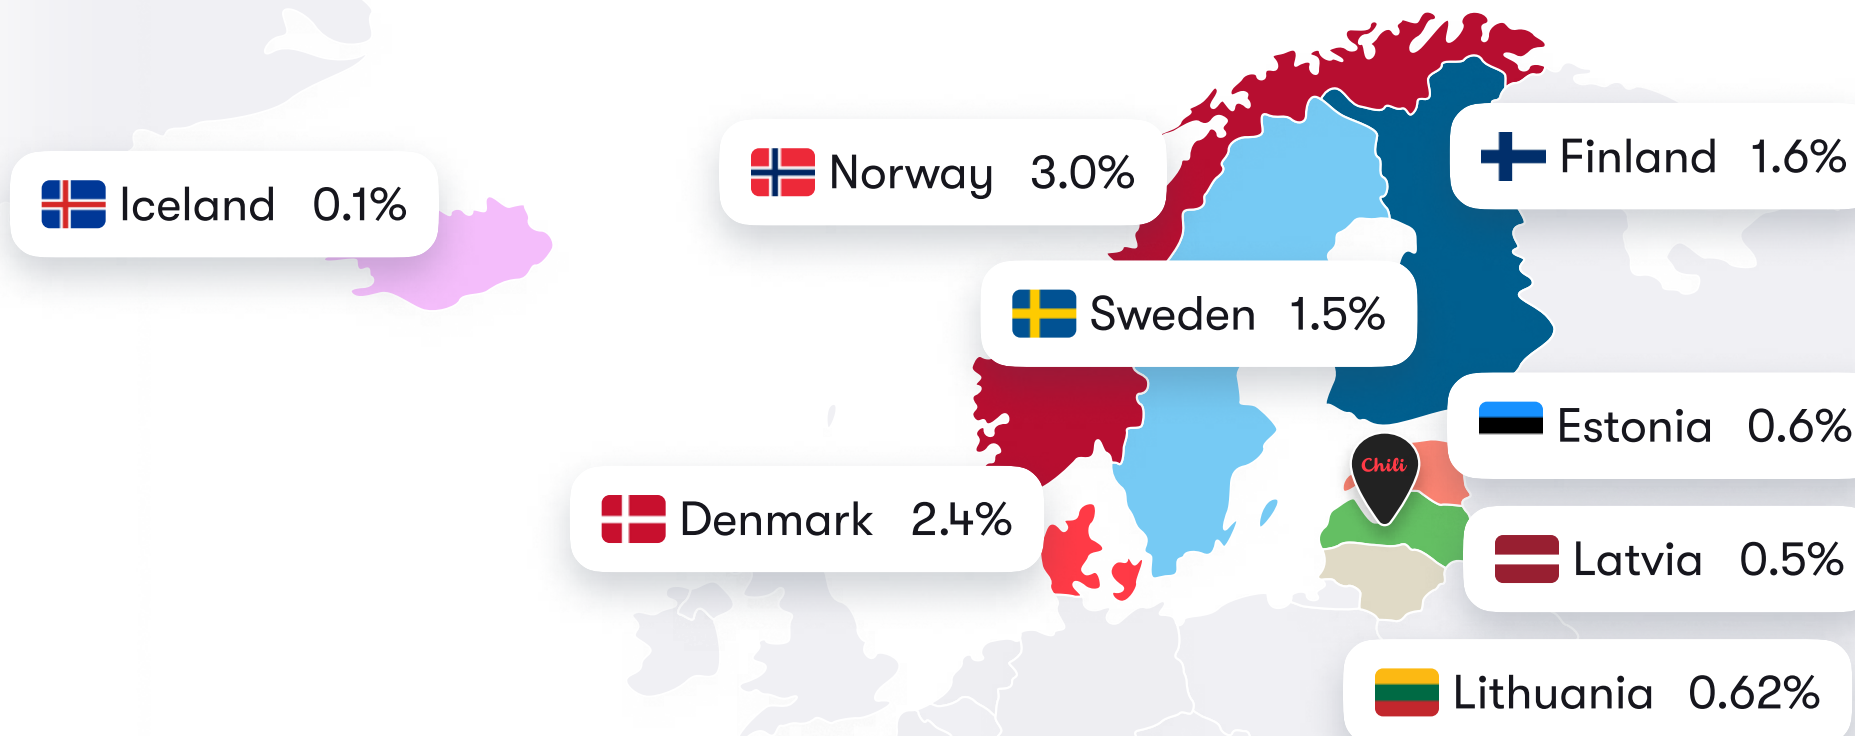 Iceland 0.1%
Norway 3.0%
Finland 1.6%
Sweden 1.5%
Estonia 0.6%
Chili
Denmark 2.4%
Latvia 0.5%
Lithuania 0.62%